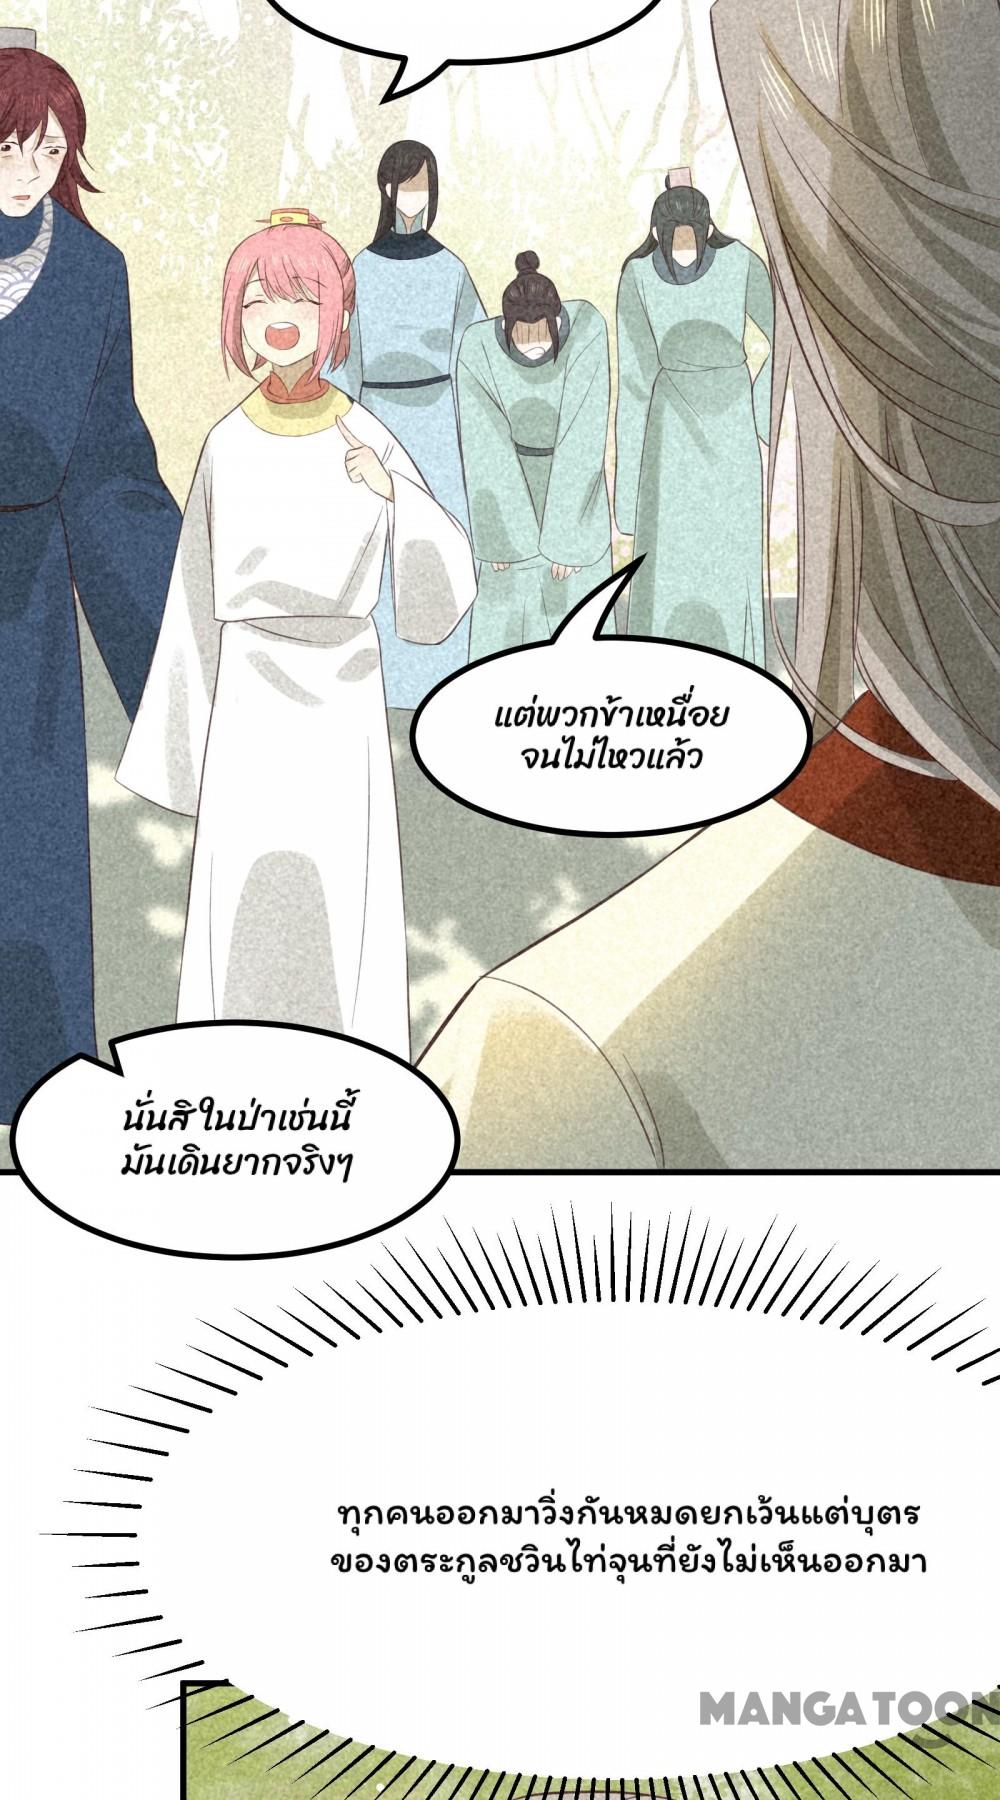 แต่พวกข้าเหนื่อย
จนไม่ไหวแล้ว
นั่นสิ ในป่าเช่นนี้
มันเดินยากจริงๆ
ทุกคนออกมาวิ่งกันหมดยกเว้นแต่บุตร
ของตระกูลชวินไท่จุนที่ยังไม่เห็นออกมา
MANGATOON